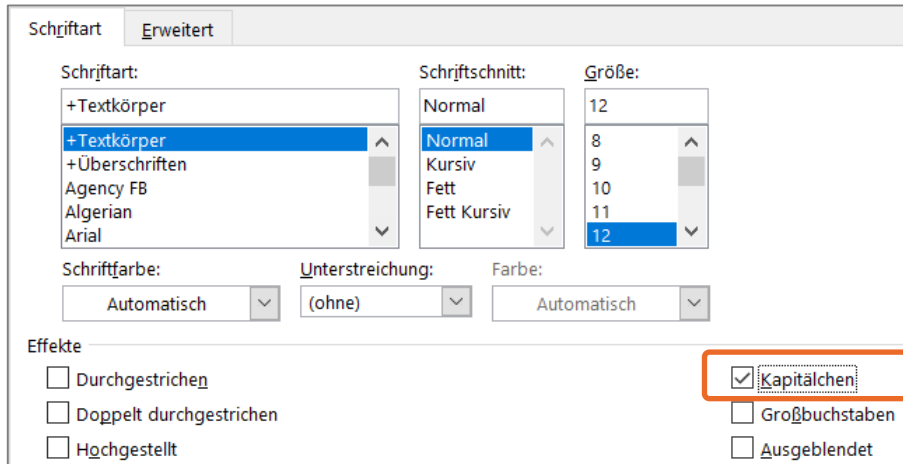 Schriftart Erweitert
Schriftart: Schriftschnitt: Größe:
+Textkörper Normal 12
+Textkörper Normal 8
+Überschriften Kursiv 9
Agency FB Fett 10
Algerian Fett Kursiv 11
Arial 12
Schriftfarbe: Unterstreichung: Farbe:
Automatisch (ohne) Automatisch
Effekte
Durchgestrichen Kapitälchen
Doppelt durchgestrichen Großbuchstaben
Hochgestellt Ausgeblendet